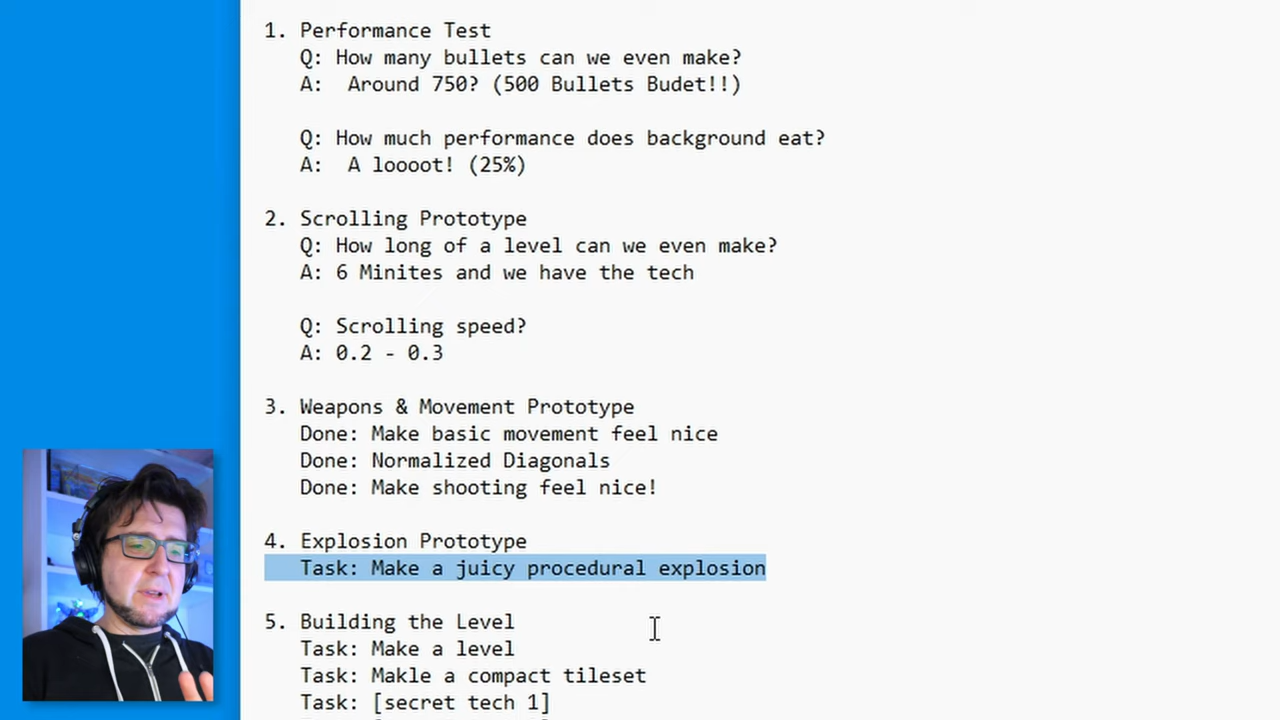 1. Performance Test
Q: How many bullets can we even make?
A: Around 750? (500 Bullets Budet!!)
Q: How much performance does background eat?
A: A loooot! (25%)
2. Scrolling Prototype
Q: How long of a level can we even make?
A: 6 Minites and we have the tech
Q: Scrolling speed?
A: 0.2 - 0.3
3. Weapons & Movement Prototype
Done: Make basic movement feel nice
Done: Normalized Diagonals
Done: Make shooting feel nice!
4. Explosion Prototype
Task: Make a juicy procedural explosion
5. Building the Level
Task: Make a level
Task: Makle a compact tileset
Task: [secret tech 1]